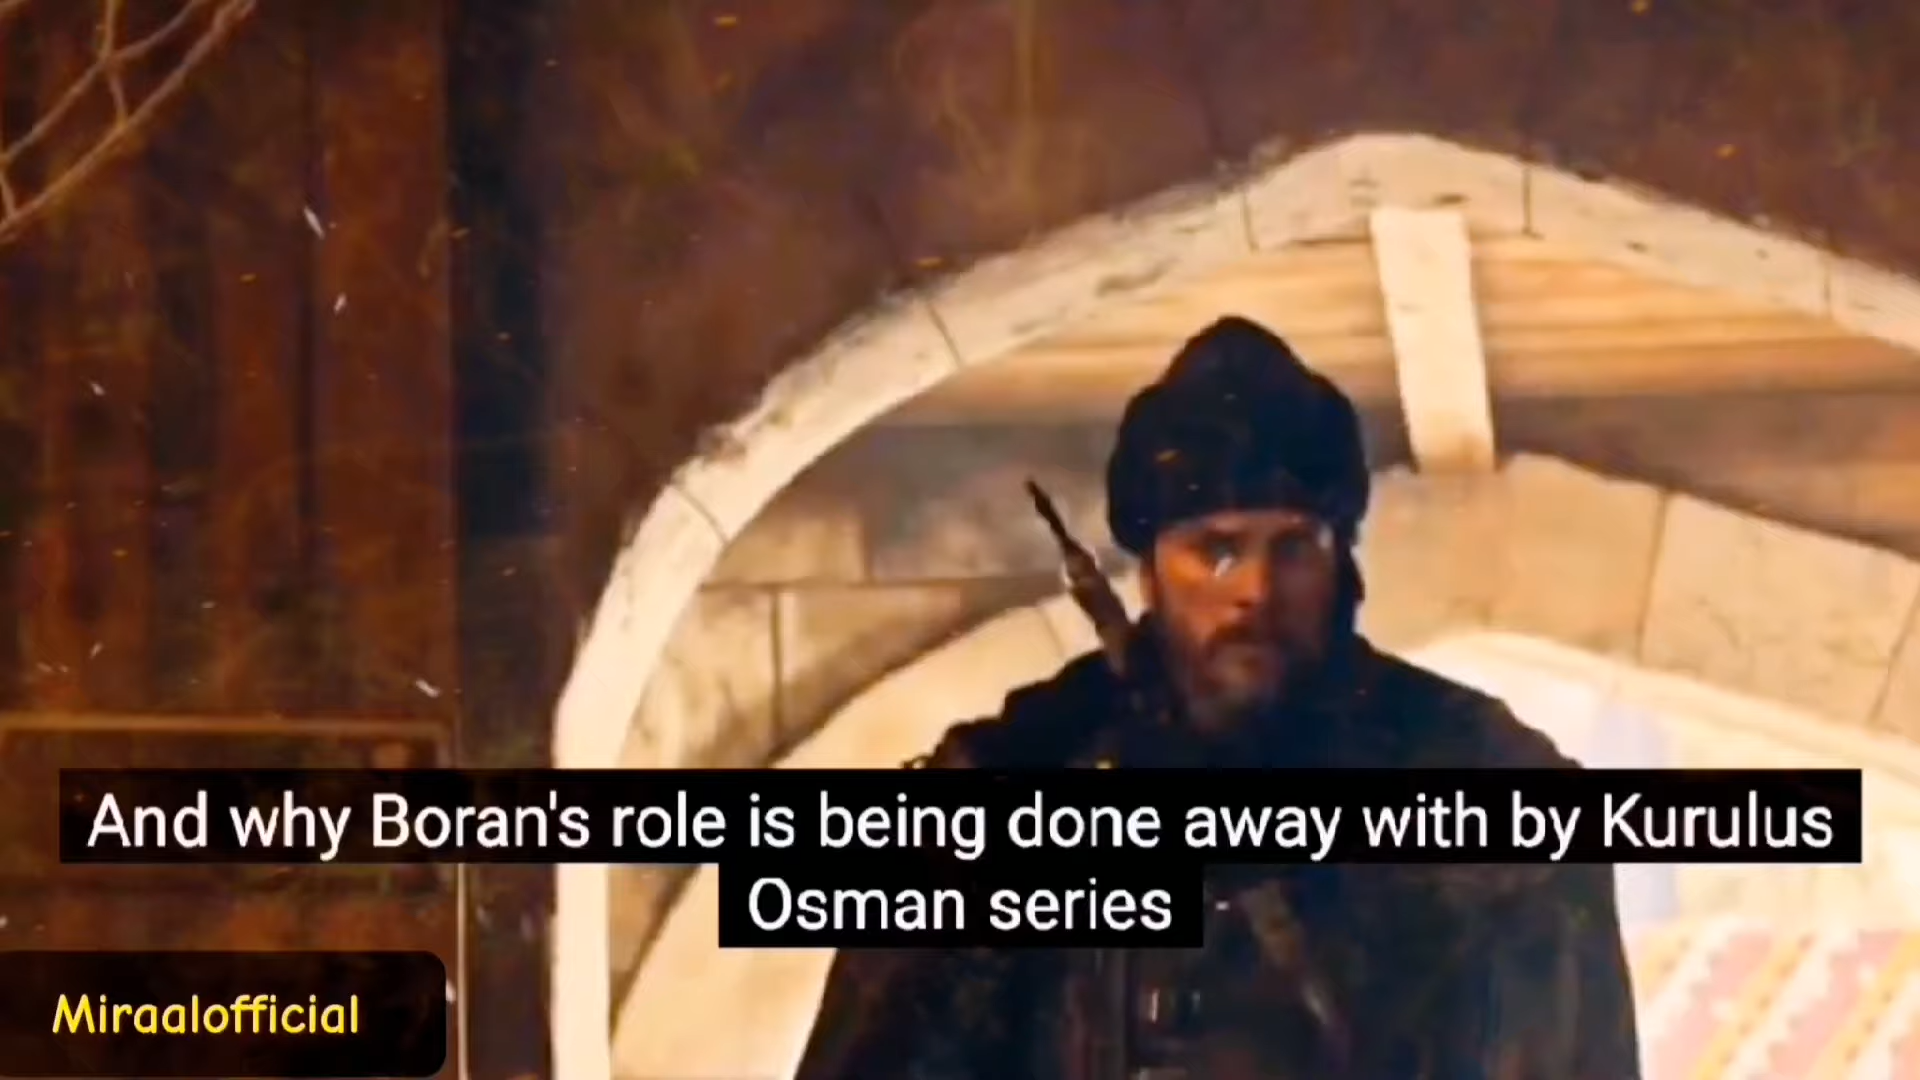 And why Boran's role is being done away with by Kurulus
Osman series
Miraalofficial